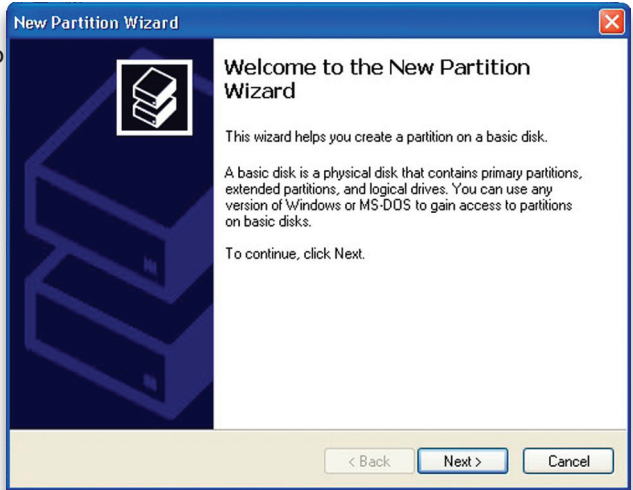 New Partition Wizard
Welcome to the New Partition
Wizard
This wizard helps you create a partition on a basic disk.
A basic disk is a physical disk that contains primary partitions,
extended partitions, and logical drives. You can use any
version of Windows or MS-DOS to gain access to partitions
on basic disks.
To continue, click Next.
< Back
Next >
Cancel